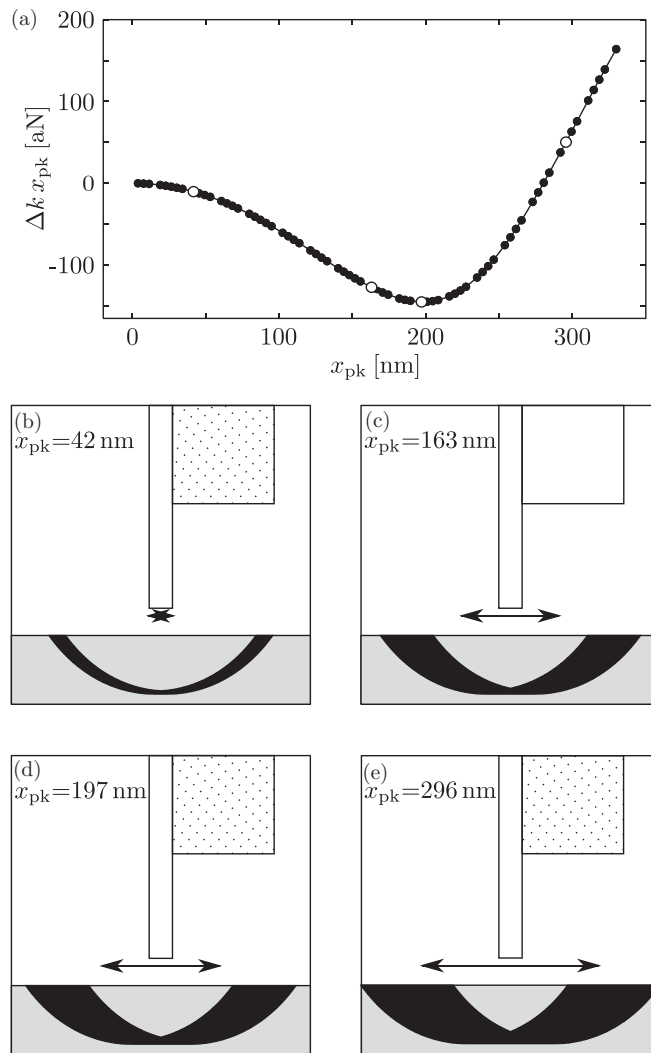 (a)
200
100
0
-100
Δk x_pk [aN]
0 100 200 300
x_pk [nm]
(b)
x_pk=42 nm
(c)
x_pk=163 nm
(d)
x_pk=197 nm
(e)
x_pk=296 nm